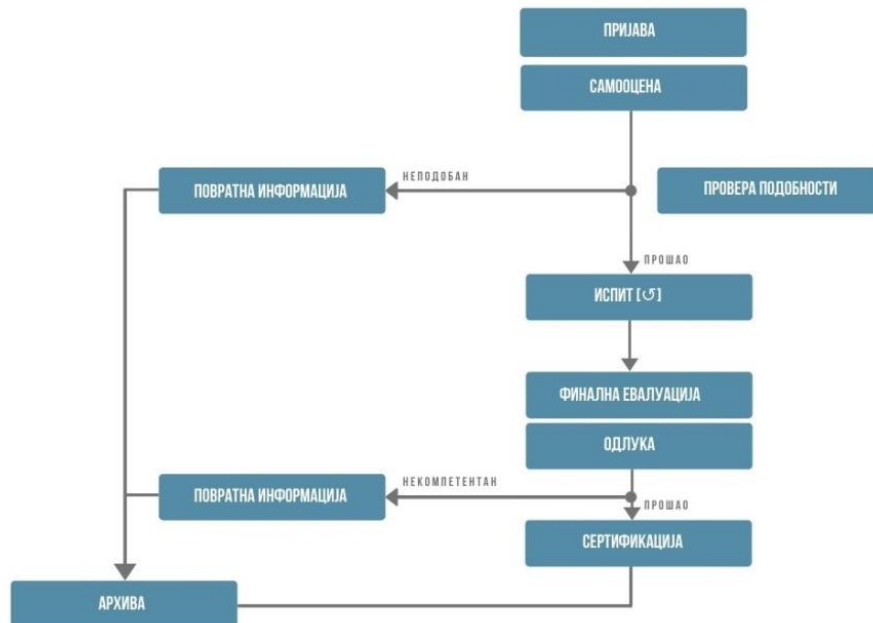 ПРИЈАВА
САМООЦЕНА
ПОВРАТНА ИНФОРМАЦИЈА
НЕПОДОБАН
ПРОВЕРА ПОДОБНОСТИ
ПРОШАО
ИСПИТ [↺]
ФИНАЛНА ЕВАЛУАЦИЈА
ОДЛУКА
ПОВРАТНА ИНФОРМАЦИЈА
НЕКОМПЕТЕНТАН
ПРОШАО
СЕРТИФИКАЦИЈА
АРХИВА